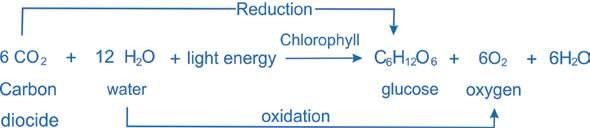 Reduction
6 CO₂ + 12 H₂O + light energy Chlorophyll C₆H₁₂O₆ + 6O₂ + 6H₂O
Carbon water glucose oxygen
diocide
oxidation